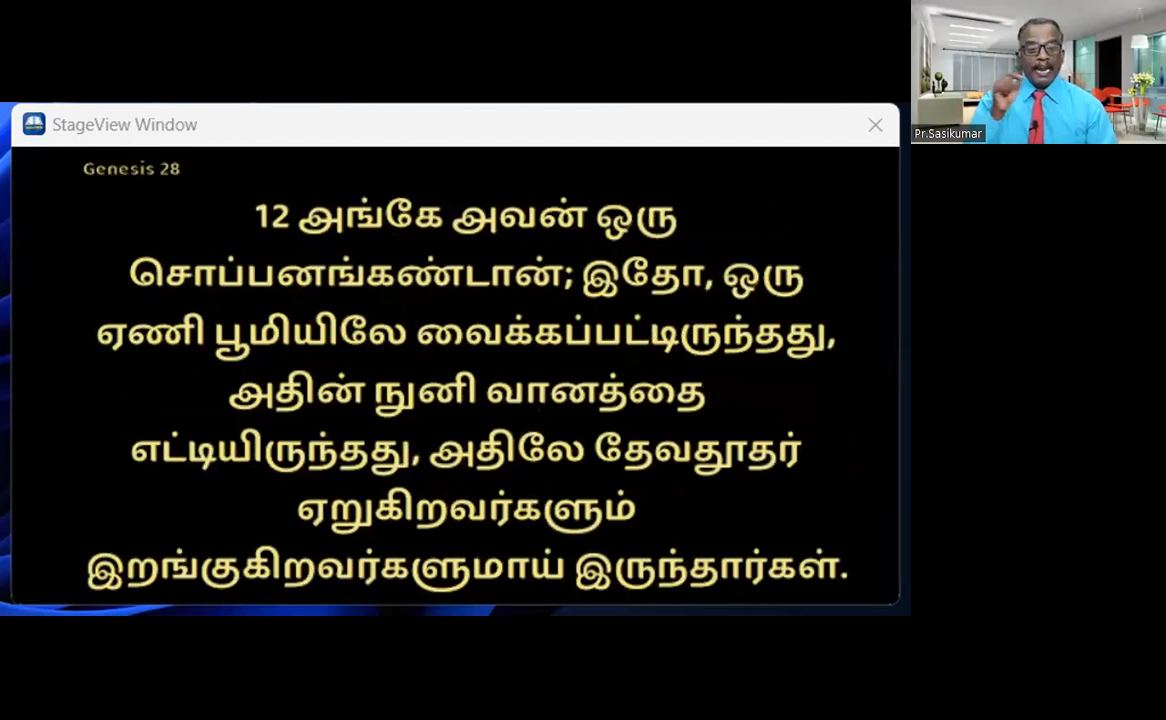 StageView Window
Genesis 28
12 அங்கே அவன் ஒரு
சொப்பனங்கண்டான்; இதோ, ஒரு
ஏணி பூமியிலே வைக்கப்பட்டிருந்தது,
அதின் நுனி வானத்தை
எட்டியிருந்தது, அதிலே தேவதூதர்
ஏறுகிறவர்களும்
இறங்குகிறவர்களுமாய் இருந்தார்கள்.
Pr.Sasikumar